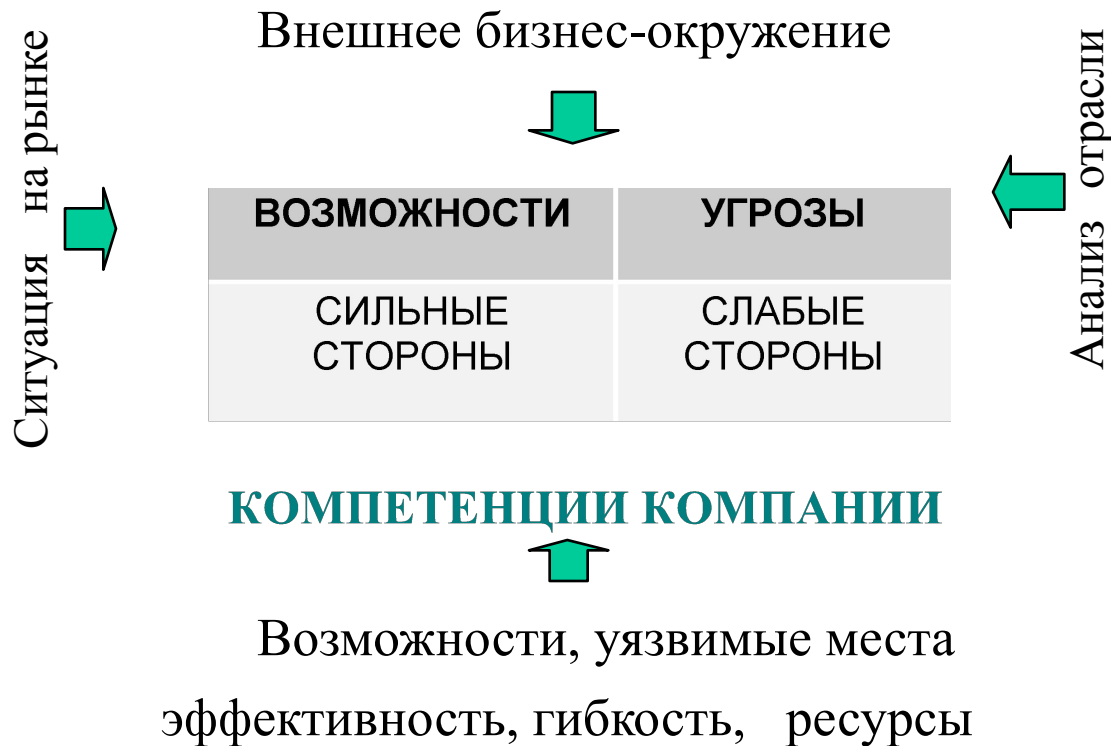 Внешнее бизнес-окружение
Ситуация на рынке
Анализ отрасли
ВОЗМОЖНОСТИ
УГРОЗЫ
СИЛЬНЫЕ
СТОРОНЫ
СЛАБЫЕ
СТОРОНЫ
КОМПЕТЕНЦИИ КОМПАНИИ
Возможности, уязвимые места
эффективность, гибкость, ресурсы